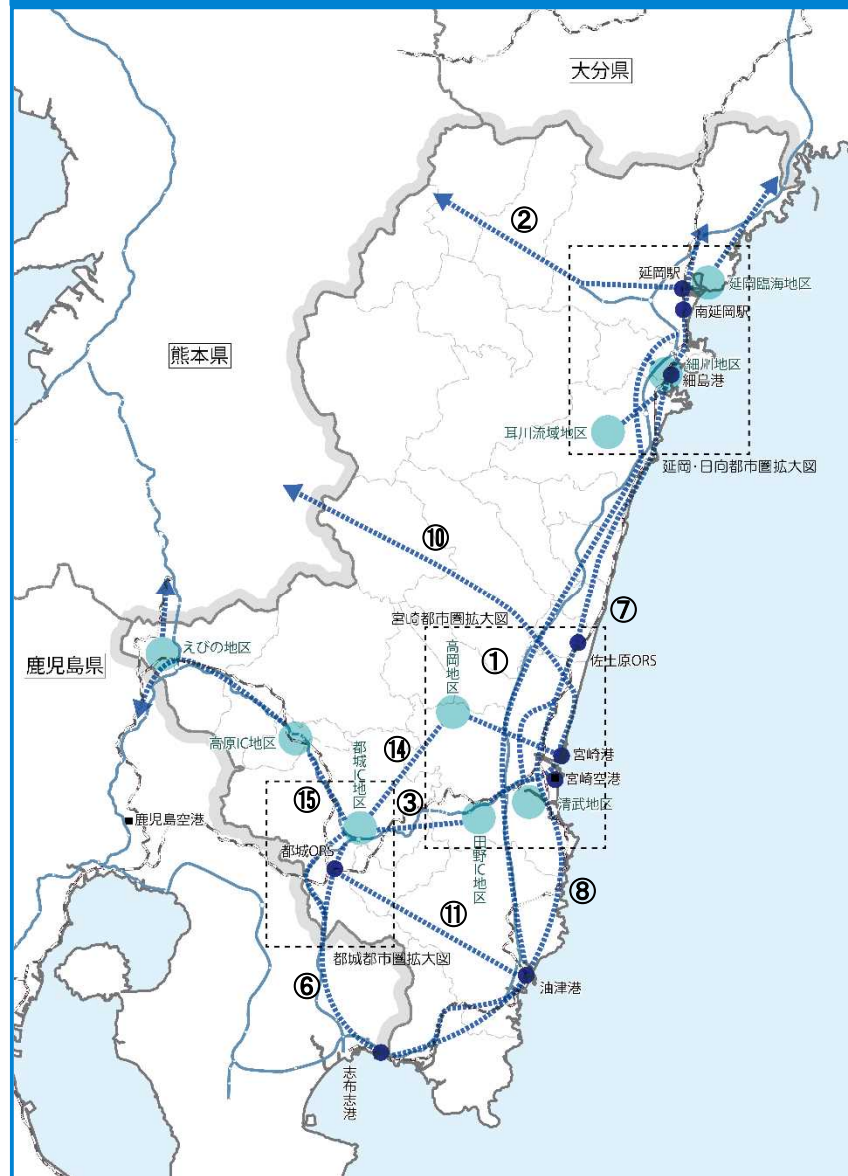 大分県
②
延岡駅
延岡臨海地区
南延岡駅
熊本県
細川地区
細島港
耳川流域地区
延岡・日向都市圏拡大図
⑩
宮崎都市圏拡大図
⑦
①
高岡地区
佐土原ORS
えびの地区
鹿児島県
高原IC地区
⑭
都城IC地区
宮崎港
宮崎空港
清武地区
⑮
③
鹿児島空港
都城ORS
田野IC地区
⑧
⑪
都城都市圏拡大図
⑥
油津港
志布志港